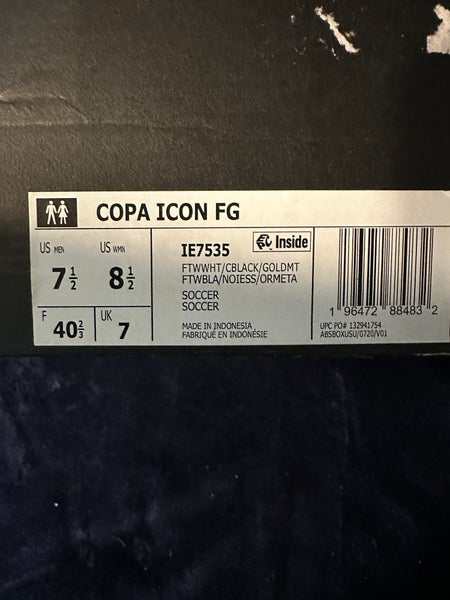 COPA ICON FG
US MEN
7 1/2
US WMN
8 1/2
F
40 2/3
UK
7
IE7535
Inside
FTWWHT/CBLACK/GOLDMT
FTWBLA/NOIESS/ORMETA
SOCCER
SOCCER
MADE IN INDONESIA
FABRIQUÉ EN INDONÉSIE
1 96472 88483 2
UPC PO# 132941754
ABSBOXUSU/0720/V01